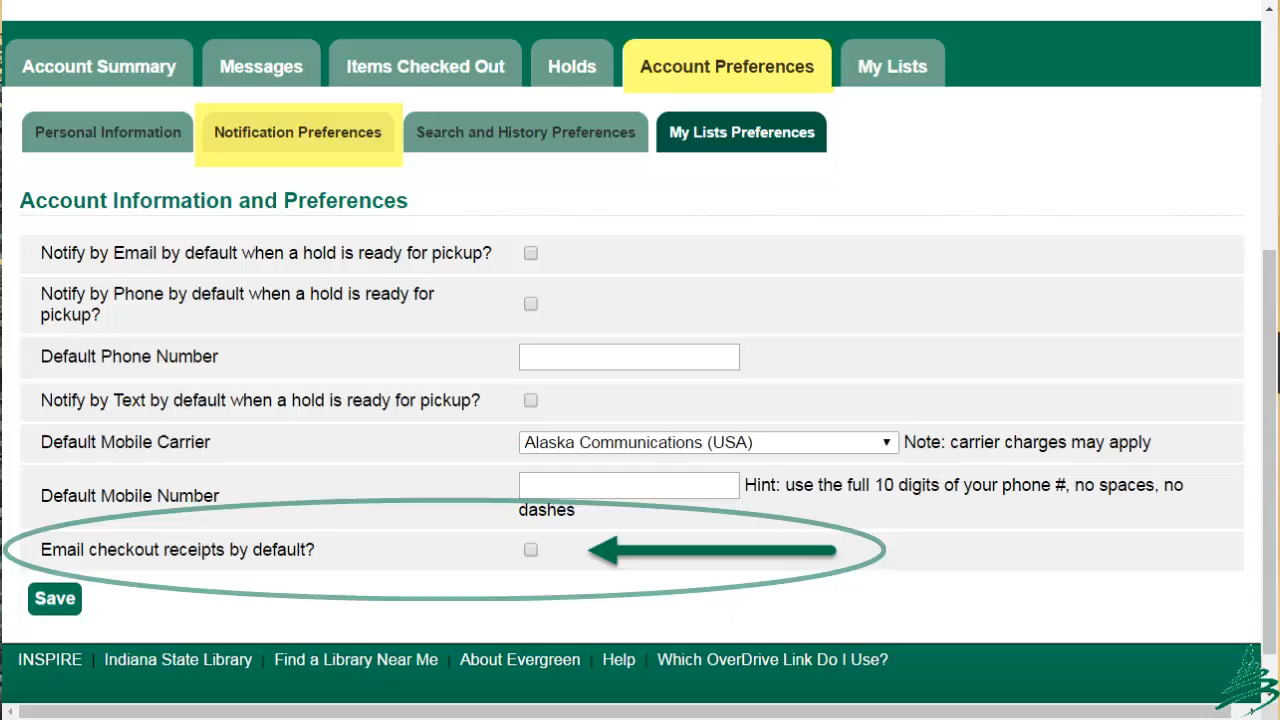 Account Summary Messages Items Checked Out Holds Account Preferences My Lists
Personal Information Notification Preferences Search and History Preferences My Lists Preferences
Account Information and Preferences
Notify by Email by default when a hold is ready for pickup?
Notify by Phone by default when a hold is ready for
pickup?
Default Phone Number
Notify by Text by default when a hold is ready for pickup?
Default Mobile Carrier Alaska Communications (USA) Note: carrier charges may apply
Default Mobile Number Hint: use the full 10 digits of your phone #, no spaces, no
dashes
Email checkout receipts by default?
Save
INSPIRE | Indiana State Library | Find a Library Near Me | About Evergreen | Help | Which OverDrive Link Do I Use?